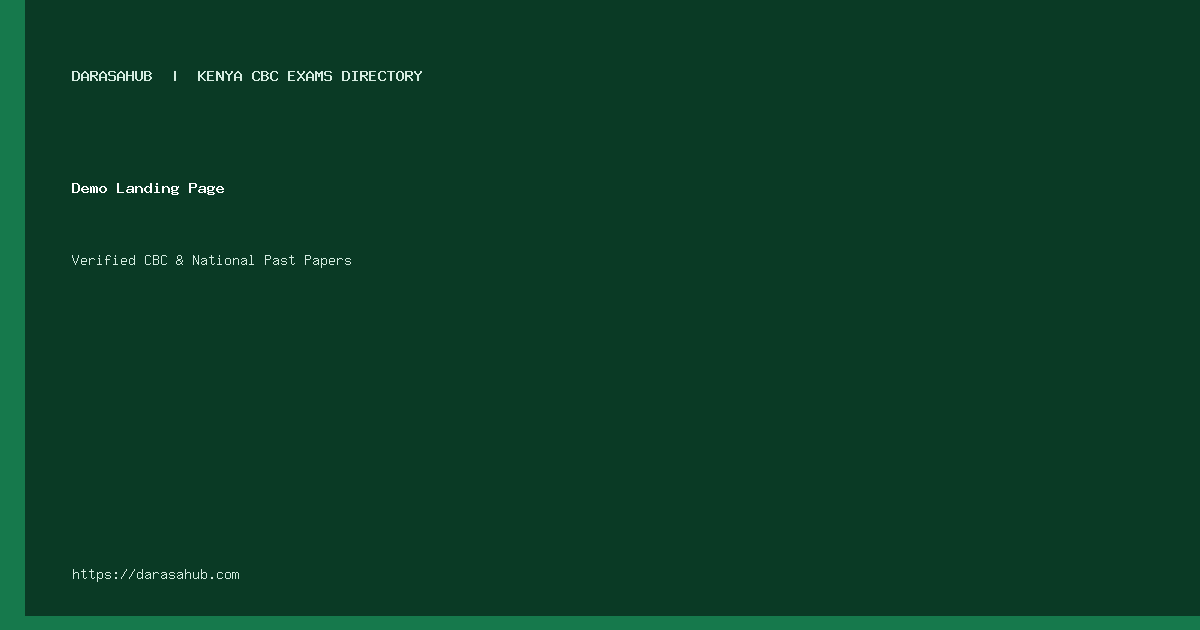 DARASAHUB | KENYA CBC EXAMS DIRECTORY
Demo Landing Page
Verified CBC & National Past Papers
https://darasahub.com